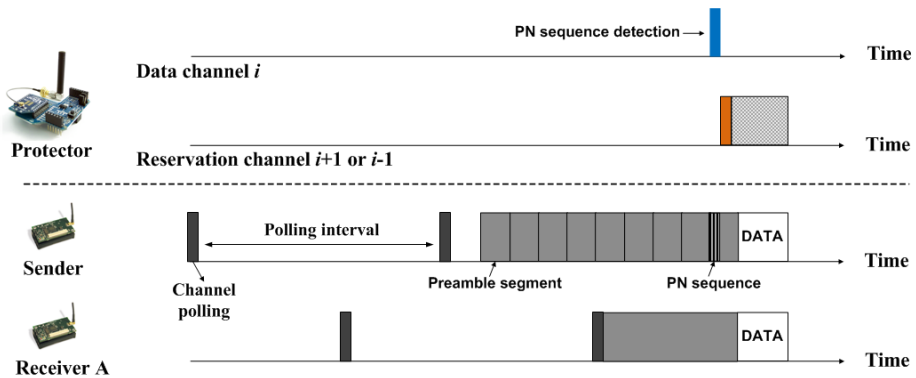 PN sequence detection
Time
Data channel i
Protector
Time
Reservation channel i+1 or i-1
Polling interval
DATA
Sender
Time
Channel
polling
Preamble segment
PN sequence
DATA
Receiver A
Time